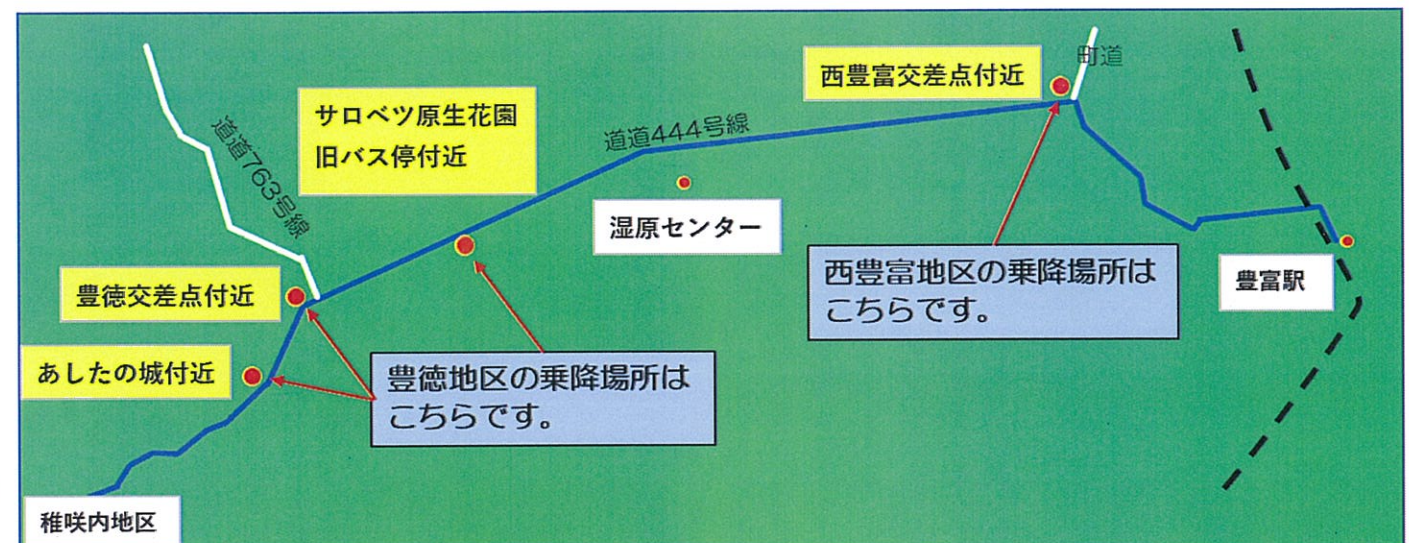 町道
西豊富交差点付近
サロベツ原生花園
旧バス停付近
道道444号線
道道763号線
湿原センター
西豊富地区の乗降場所は
こちらです。
豊富駅
豊徳交差点付近
あしたの城付近
豊徳地区の乗降場所は
こちらです。
稚咲内地区